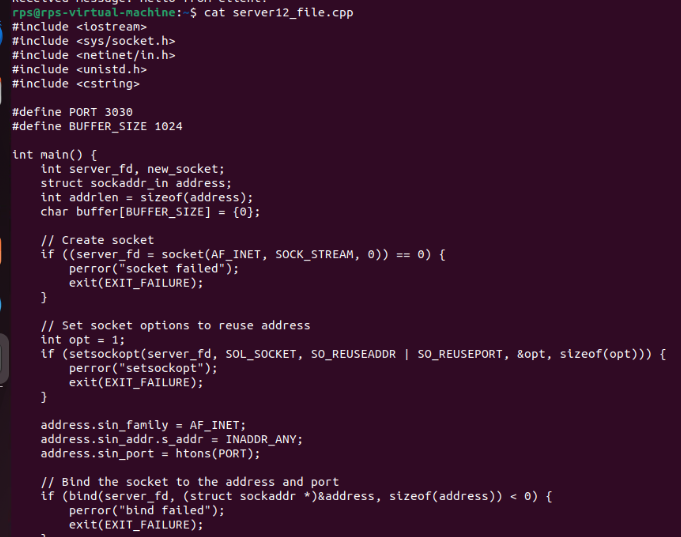 Received message: Hello from client!
rps@rps-virtual-machine:~$ cat server12_file.cpp
#include <iostream>
#include <sys/socket.h>
#include <netinet/in.h>
#include <unistd.h>
#include <cstring>

#define PORT 3030
#define BUFFER_SIZE 1024

int main() {
    int server_fd, new_socket;
    struct sockaddr_in address;
    int addrlen = sizeof(address);
    char buffer[BUFFER_SIZE] = {0};

    // Create socket
    if ((server_fd = socket(AF_INET, SOCK_STREAM, 0)) == 0) {
        perror("socket failed");
        exit(EXIT_FAILURE);
    }

    // Set socket options to reuse address
    int opt = 1;
    if (setsockopt(server_fd, SOL_SOCKET, SO_REUSEADDR | SO_REUSEPORT, &opt, sizeof(opt))) {
        perror("setsockopt");
        exit(EXIT_FAILURE);
    }

    address.sin_family = AF_INET;
    address.sin_addr.s_addr = INADDR_ANY;
    address.sin_port = htons(PORT);

    // Bind the socket to the address and port
    if (bind(server_fd, (struct sockaddr *)&address, sizeof(address)) < 0) {
        perror("bind failed");
        exit(EXIT_FAILURE);
    }